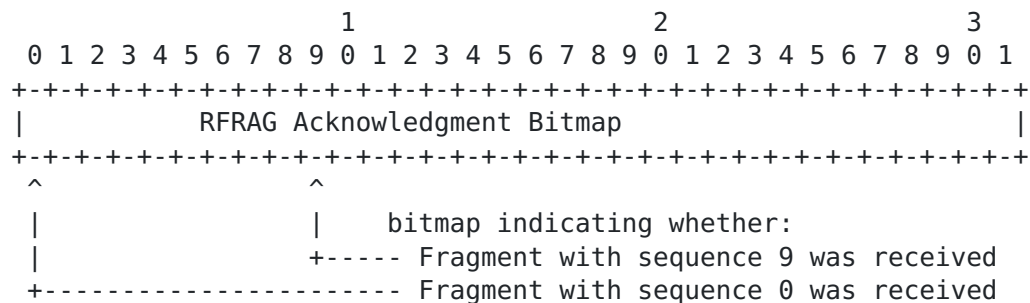 1                   2                   3
 0 1 2 3 4 5 6 7 8 9 0 1 2 3 4 5 6 7 8 9 0 1 2 3 4 5 6 7 8 9 0 1
+-+-+-+-+-+-+-+-+-+-+-+-+-+-+-+-+-+-+-+-+-+-+-+-+-+-+-+-+-+-+-+-+
|           RFRAG Acknowledgment Bitmap                         |
+-+-+-+-+-+-+-+-+-+-+-+-+-+-+-+-+-+-+-+-+-+-+-+-+-+-+-+-+-+-+-+-+
 ^                 ^
 |                 |    bitmap indicating whether:
 |                 +----- Fragment with sequence 9 was received
 +----------------------- Fragment with sequence 0 was received